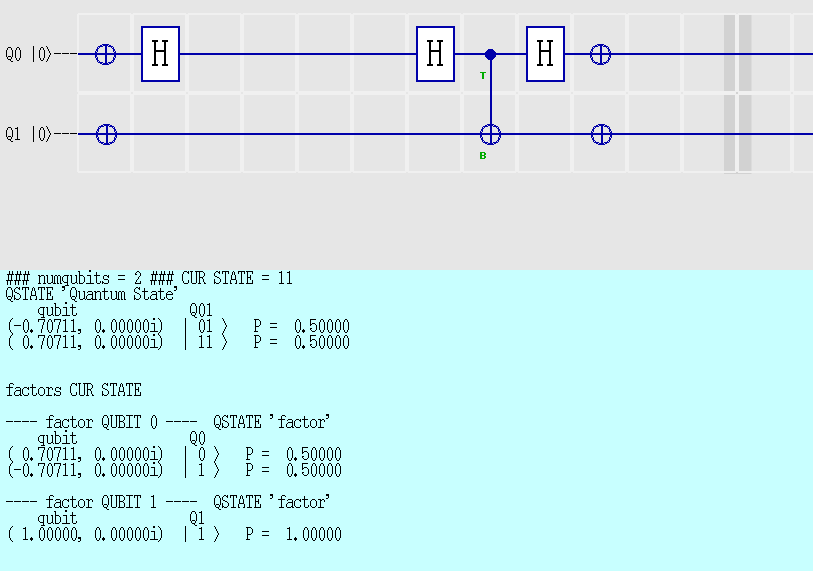 Q0 |0⟩---
H
H
H
T
Q1 |0⟩---
B
### numqubits = 2 ### CUR STATE = 11
QSTATE 'Quantum State'
qubit Q01
(-0.70711, 0.00000i) | 01 ⟩ P = 0.50000
( 0.70711, 0.00000i) | 11 ⟩ P = 0.50000
factors CUR STATE
---- factor QUBIT 0 ---- QSTATE 'factor'
qubit Q0
( 0.70711, 0.00000i) | 0 ⟩ P = 0.50000
(-0.70711, 0.00000i) | 1 ⟩ P = 0.50000
---- factor QUBIT 1 ---- QSTATE 'factor'
qubit Q1
( 1.00000, 0.00000i) | 1 ⟩ P = 1.00000